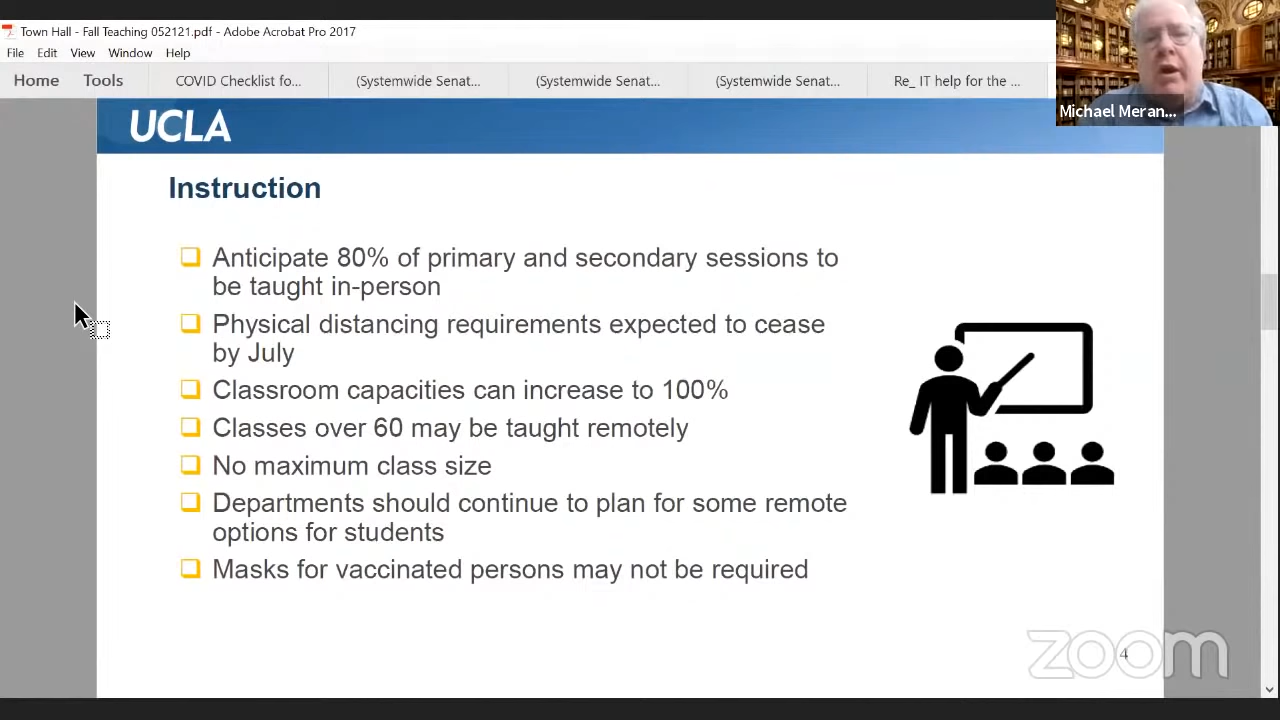 Town Hall - Fall Teaching 052121.pdf - Adobe Acrobat Pro 2017
File Edit View Window Help
Home Tools COVID Checklist fo... (Systemwide Senat... (Systemwide Senat... (Systemwide Senat... Re_ IT help for the ...
Michael Meran...
UCLA
Instruction
Anticipate 80% of primary and secondary sessions to
be taught in-person
Physical distancing requirements expected to cease
by July
Classroom capacities can increase to 100%
Classes over 60 may be taught remotely
No maximum class size
Departments should continue to plan for some remote
options for students
Masks for vaccinated persons may not be required
zoom
4